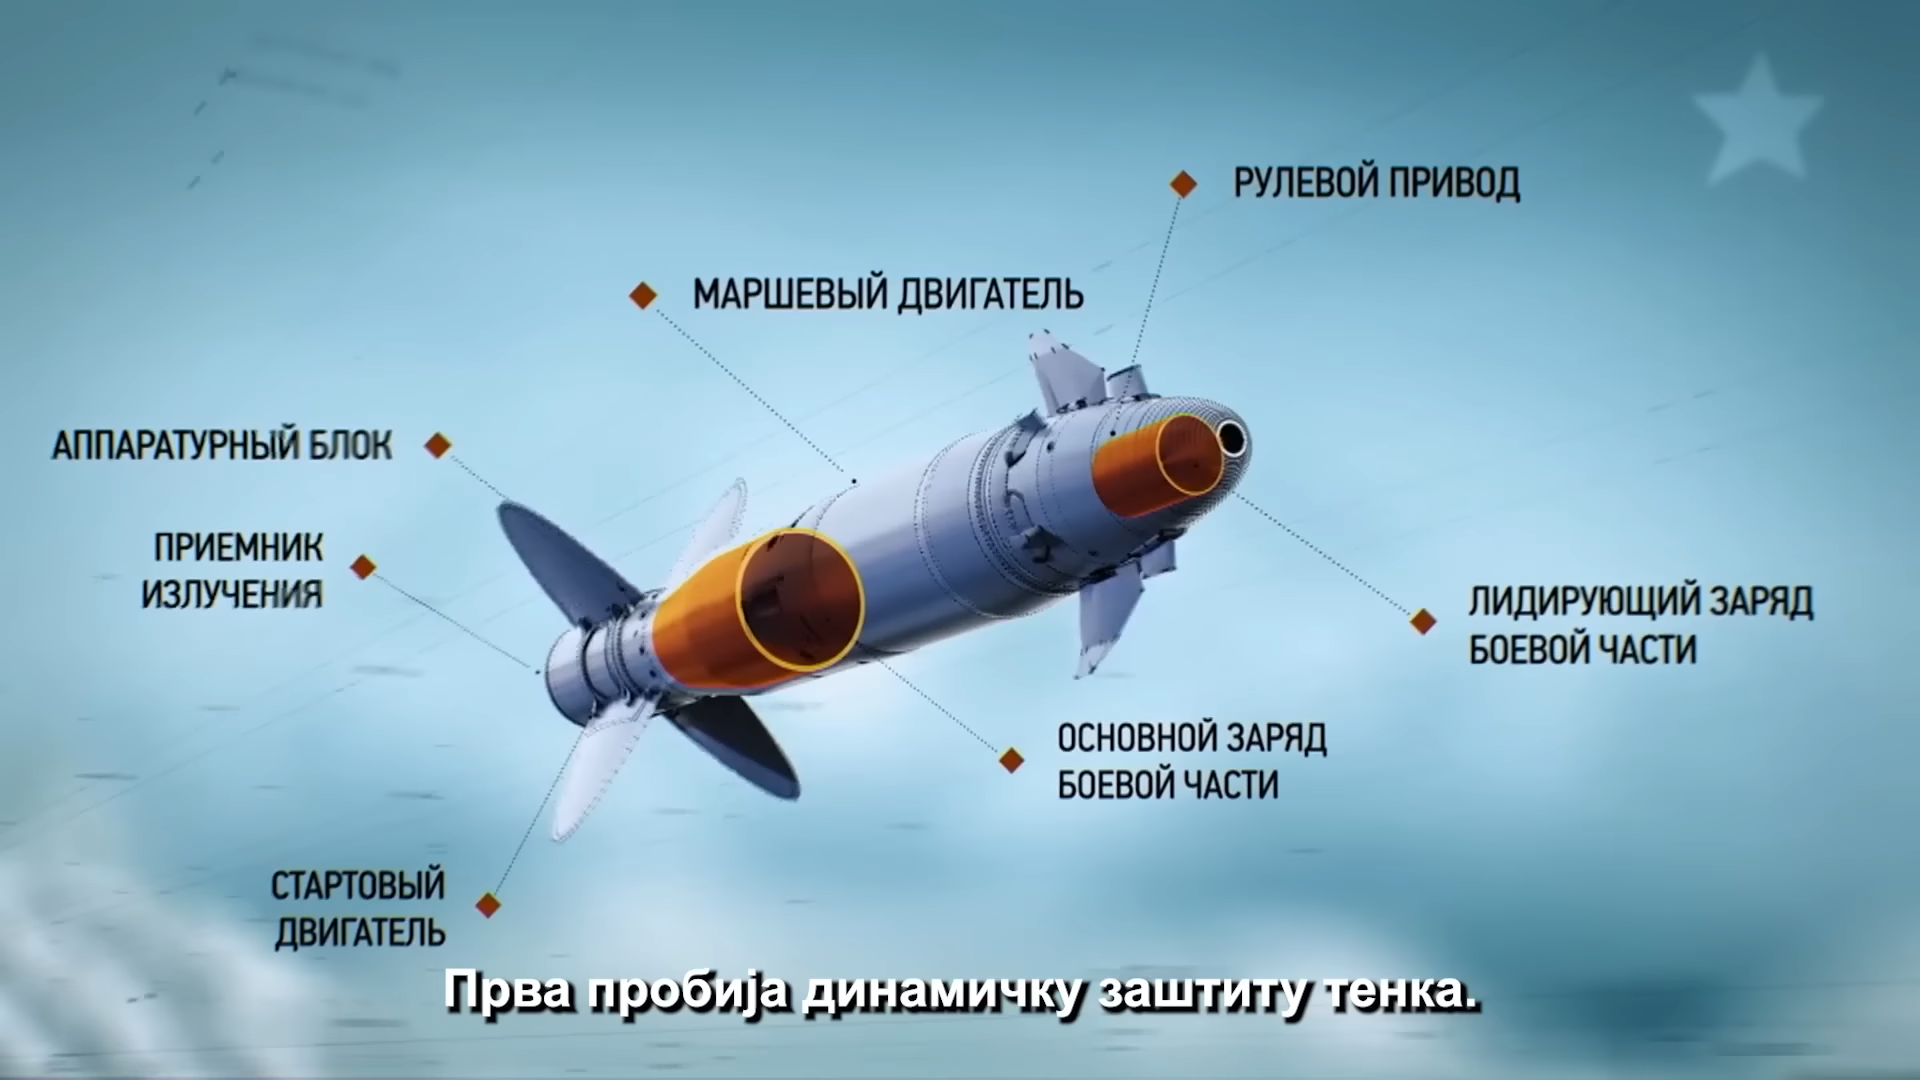 РУЛЕВОЙ ПРИВОД
МАРШЕВЫЙ ДВИГАТЕЛЬ
АППАРАТУРНЫЙ БЛОК
ПРИЕМНИК
ИЗЛУЧЕНИЯ
ЛИДИРУЮЩИЙ ЗАРЯД
БОЕВОЙ ЧАСТИ
ОСНОВНОЙ ЗАРЯД
БОЕВОЙ ЧАСТИ
СТАРТОВЫЙ
ДВИГАТЕЛЬ
Прва пробија динамичку заштиту тенка.